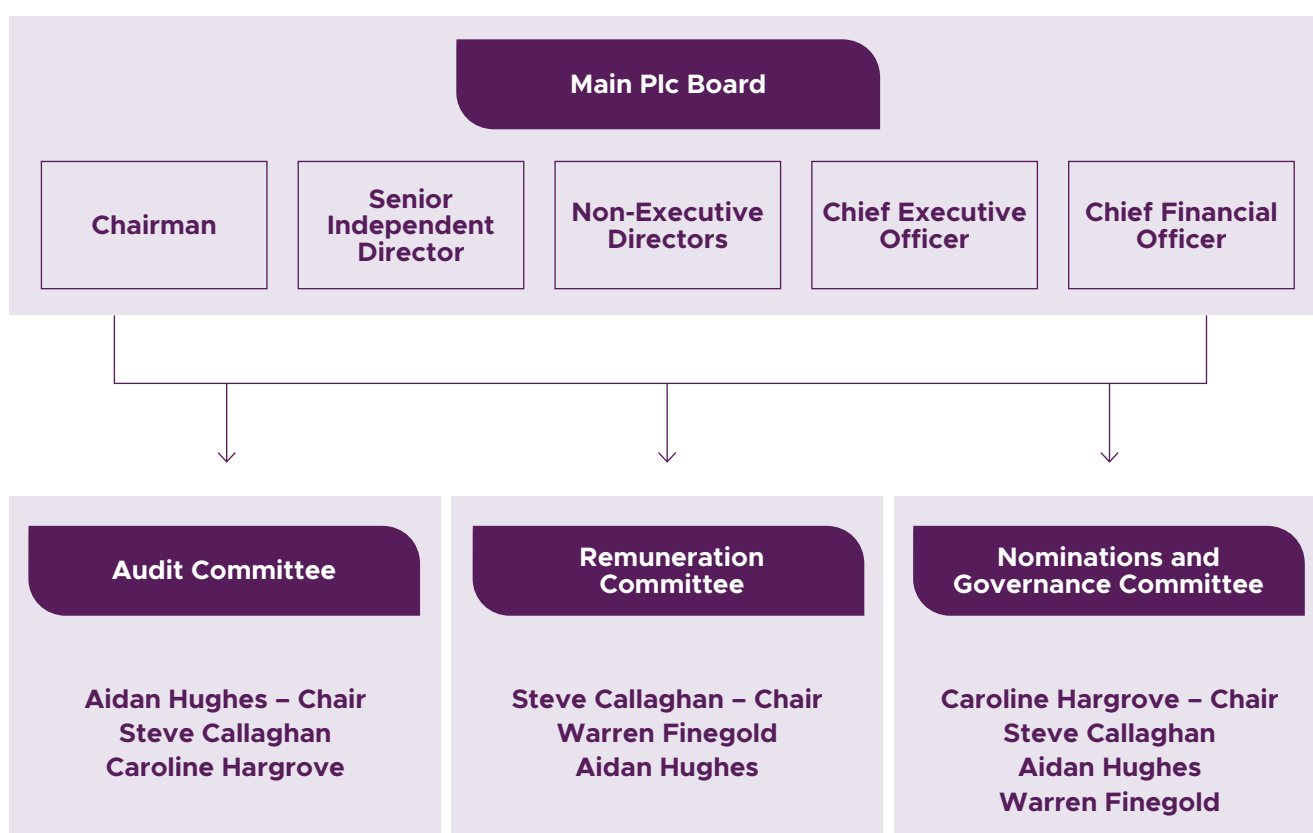 Main Plc Board
Chairman
Senior
Independent
Director
Non-Executive
Directors
Chief Executive
Officer
Chief Financial
Officer
Audit Committee
Aidan Hughes – Chair
Steve Callaghan
Caroline Hargrove
Remuneration
Committee
Steve Callaghan – Chair
Warren Finegold
Aidan Hughes
Nominations and
Governance Committee
Caroline Hargrove – Chair
Steve Callaghan
Aidan Hughes
Warren Finegold